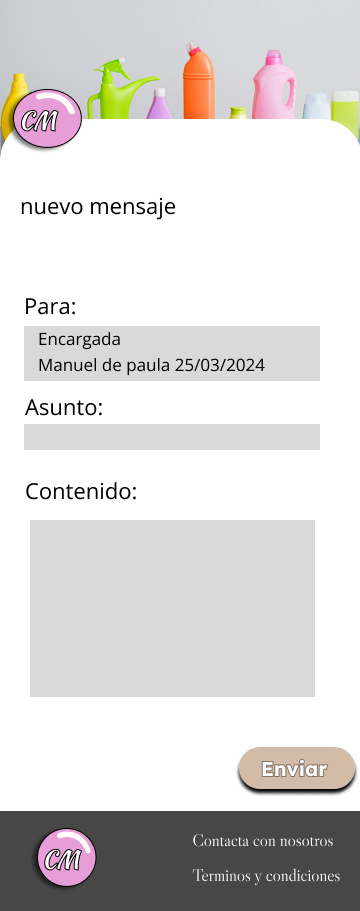 CM
nuevo mensaje
Para:
Encargada
Manuel de paula 25/03/2024
Asunto:
Contenido:
Enviar
CM
Contacta con nosotros
Terminos y condiciones